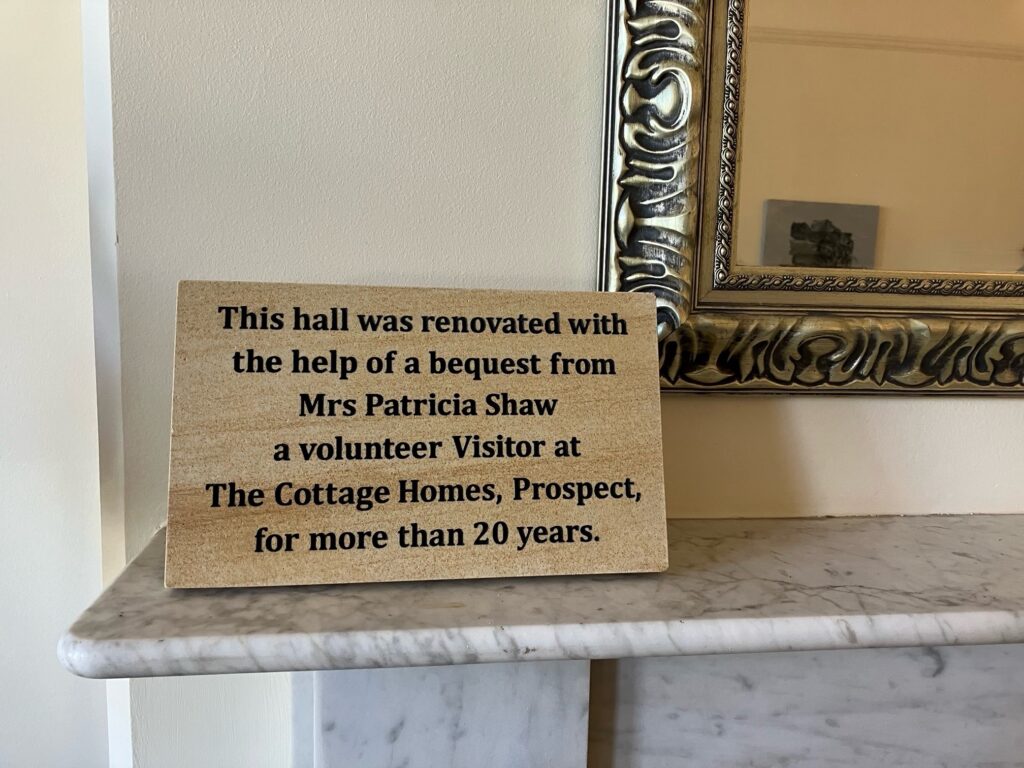 This hall was renovated with
the help of a bequest from
Mrs Patricia Shaw
a volunteer Visitor at
The Cottage Homes, Prospect,
for more than 20 years.